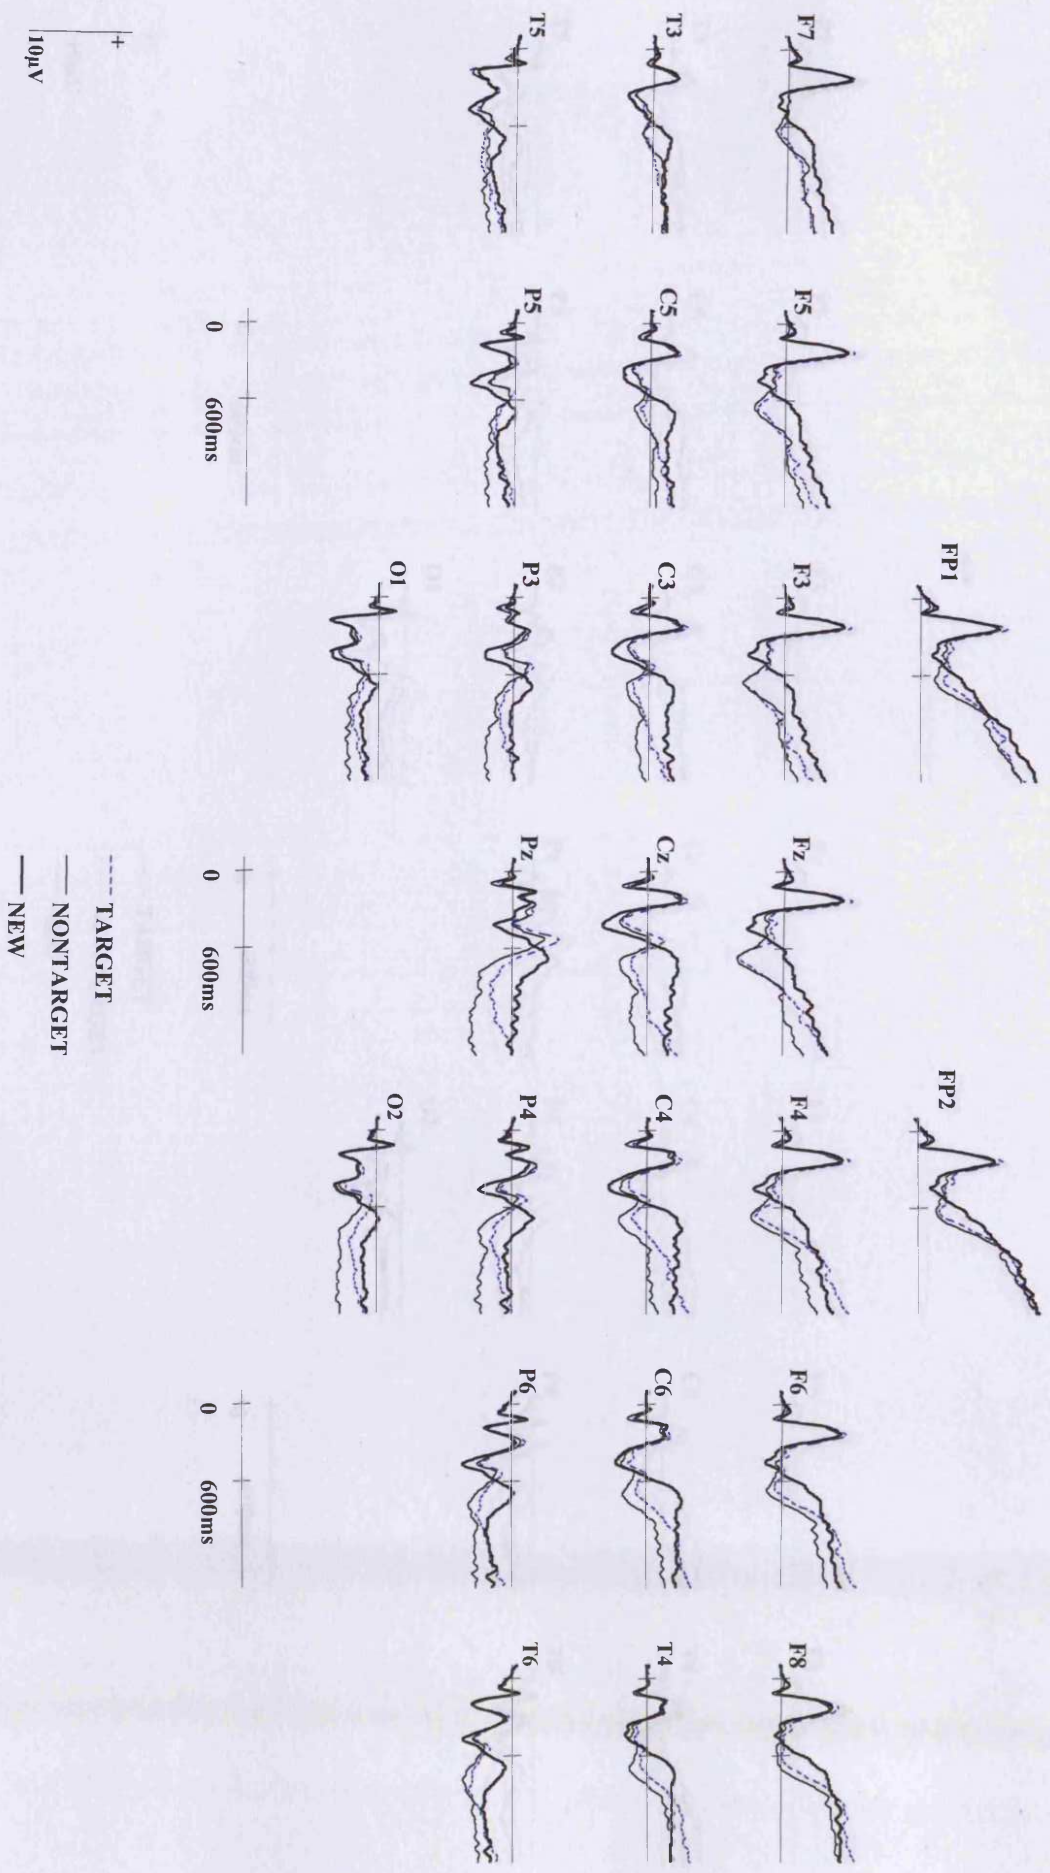 FP1 FP2
F7 F5 F3 Fz F4 F6 F8
T3 C5 C3 Cz C4 C6 T4
T5 P5 P3 Pz P4 P6 T6
O1 O2
0 600ms 0 600ms 0 600ms
+
10µV
TARGET
NONTARGET
NEW